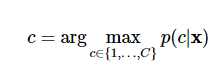 c = arg max p(c|x)
c∈{1,...,C}